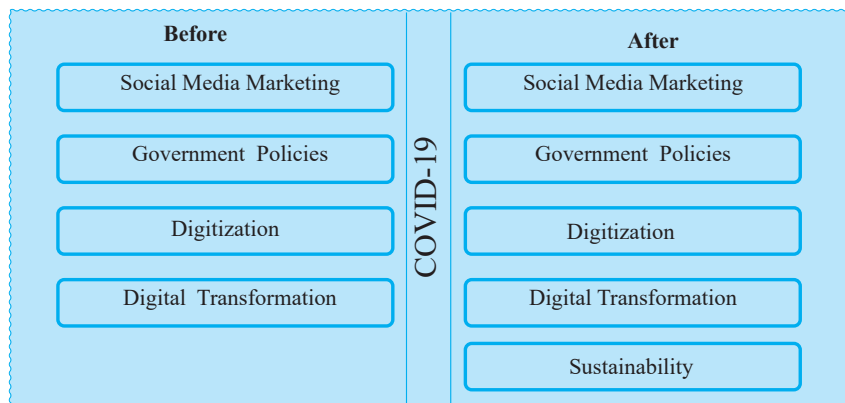 Before
Social Media Marketing
Government Policies
Digitization
Digital Transformation
COVID-19
After
Social Media Marketing
Government Policies
Digitization
Digital Transformation
Sustainability